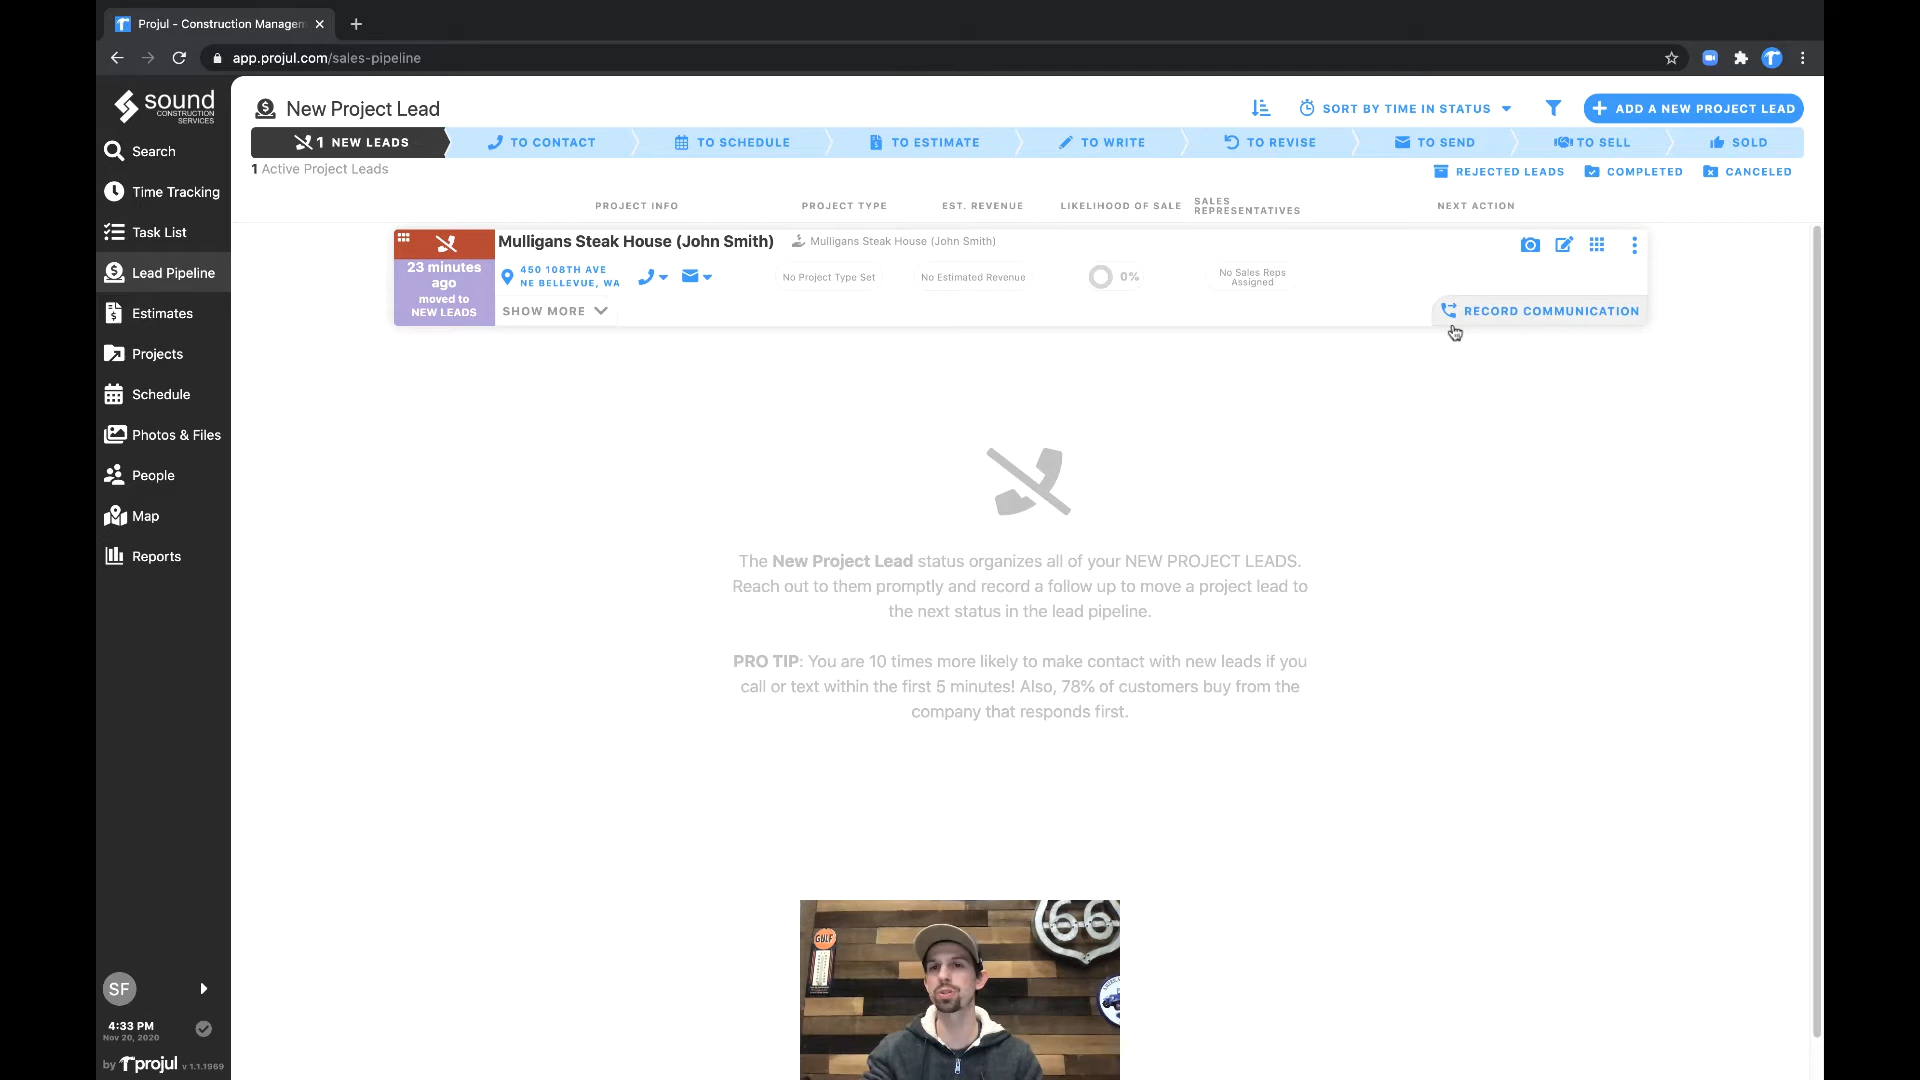 Projul - Construction Managem
app.projul.com/sales-pipeline
sound
CONSTRUCTION
SERVICES
Search
Time Tracking
Task List
Lead Pipeline
Estimates
Projects
Schedule
Photos & Files
People
Map
Reports
SF
4:33 PM
Nov 20, 2020
by projul v 1.1.1969
New Project Lead
SORT BY TIME IN STATUS
ADD A NEW PROJECT LEAD
1 NEW LEADS
TO CONTACT
TO SCHEDULE
TO ESTIMATE
TO WRITE
TO REVISE
TO SEND
TO SELL
SOLD
1 Active Project Leads
REJECTED LEADS
COMPLETED
CANCELED
PROJECT INFO
PROJECT TYPE
EST. REVENUE
LIKELIHOOD OF SALE
SALES
REPRESENTATIVES
NEXT ACTION
23 minutes
ago
moved to
NEW LEADS
Mulligans Steak House (John Smith)
Mulligans Steak House (John Smith)
450 108TH AVE
NE BELLEVUE, WA
No Project Type Set
No Estimated Revenue
0%
No Sales Reps
Assigned
SHOW MORE
RECORD COMMUNICATION
The New Project Lead status organizes all of your NEW PROJECT LEADS.
Reach out to them promptly and record a follow up to move a project lead to
the next status in the lead pipeline.
PRO TIP: You are 10 times more likely to make contact with new leads if you
call or text within the first 5 minutes! Also, 78% of customers buy from the
company that responds first.
GULF
66